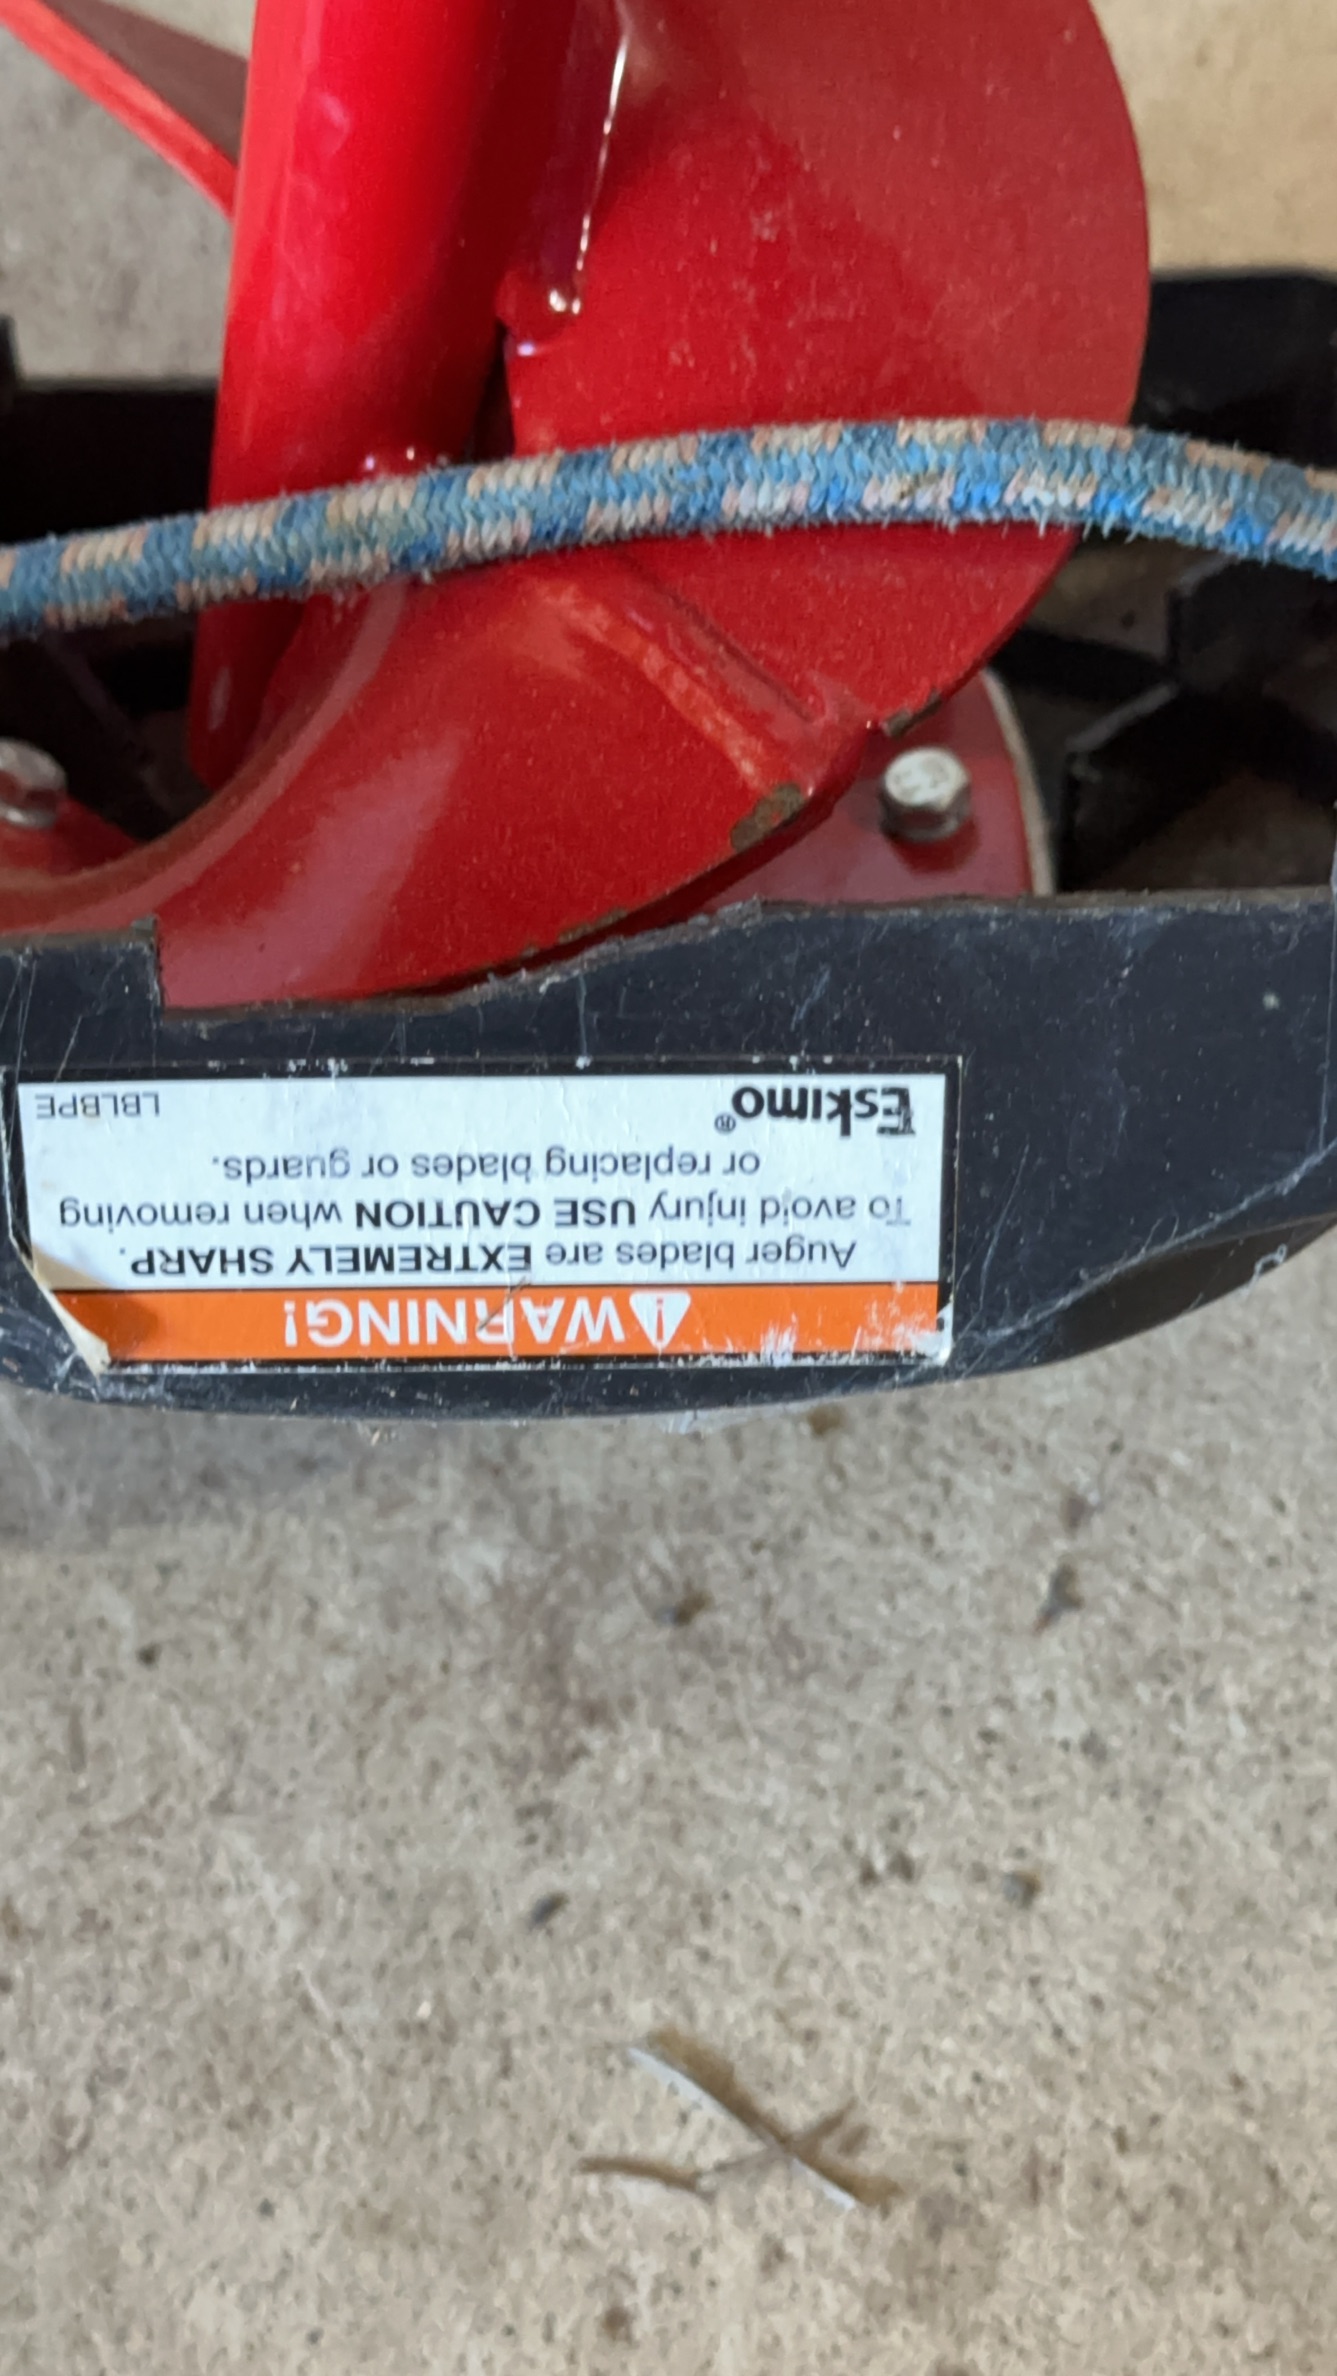 WARNING!
Auger blades are EXTREMELY SHARP.
To avoid injury USE CAUTION when removing
or replacing blades or guards.
Eskimo® LBLBPE